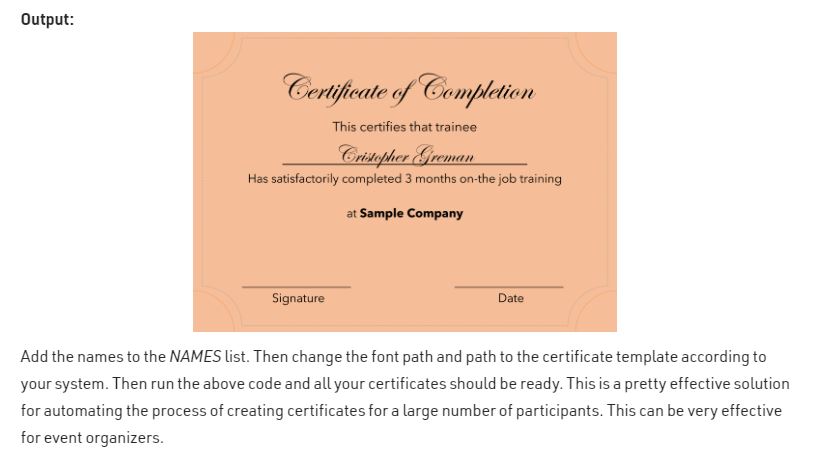 Output:
Certificate of Completion
This certifies that trainee
Cristopher Greman
Has satisfactorily completed 3 months on-the job training
at Sample Company
Signature Date
Add the names to the NAMES list. Then change the font path and path to the certificate template according to
your system. Then run the above code and all your certificates should be ready. This is a pretty effective solution
for automating the process of creating certificates for a large number of participants. This can be very effective
for event organizers.